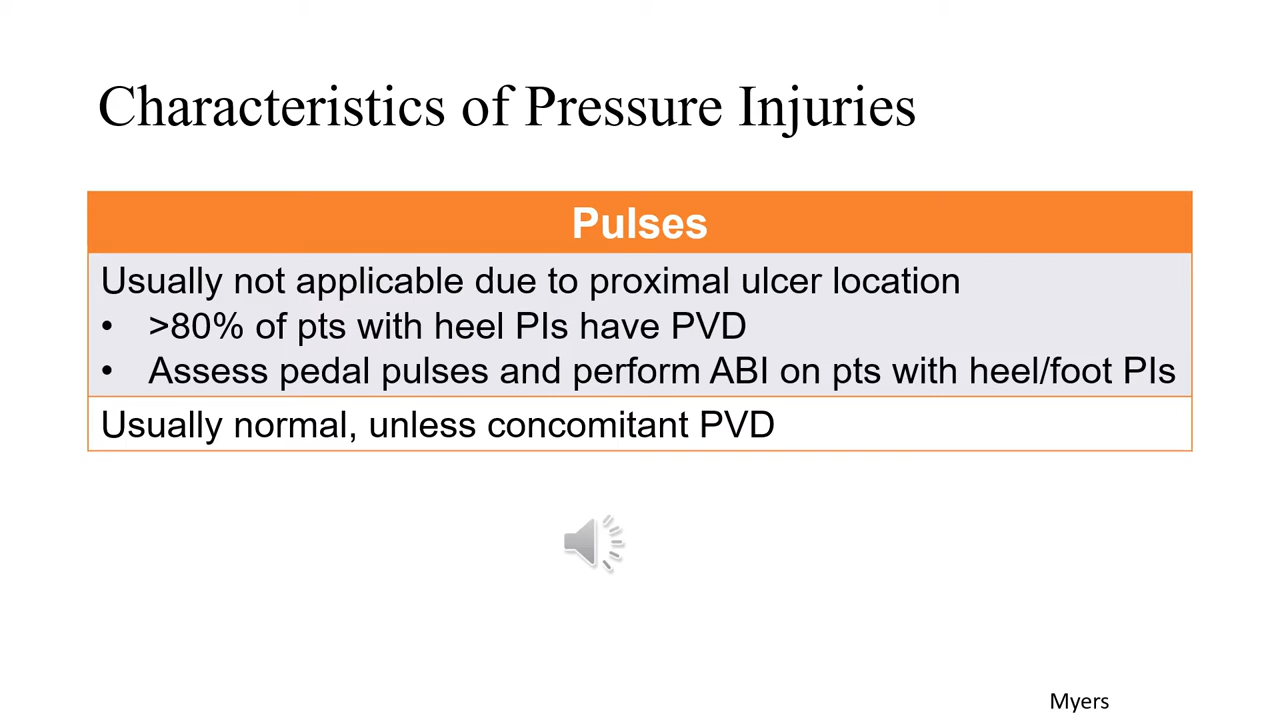 Characteristics of Pressure Injuries
Pulses
Usually not applicable due to proximal ulcer location
• >80% of pts with heel PIs have PVD
• Assess pedal pulses and perform ABI on pts with heel/foot PIs
Usually normal, unless concomitant PVD
Myers